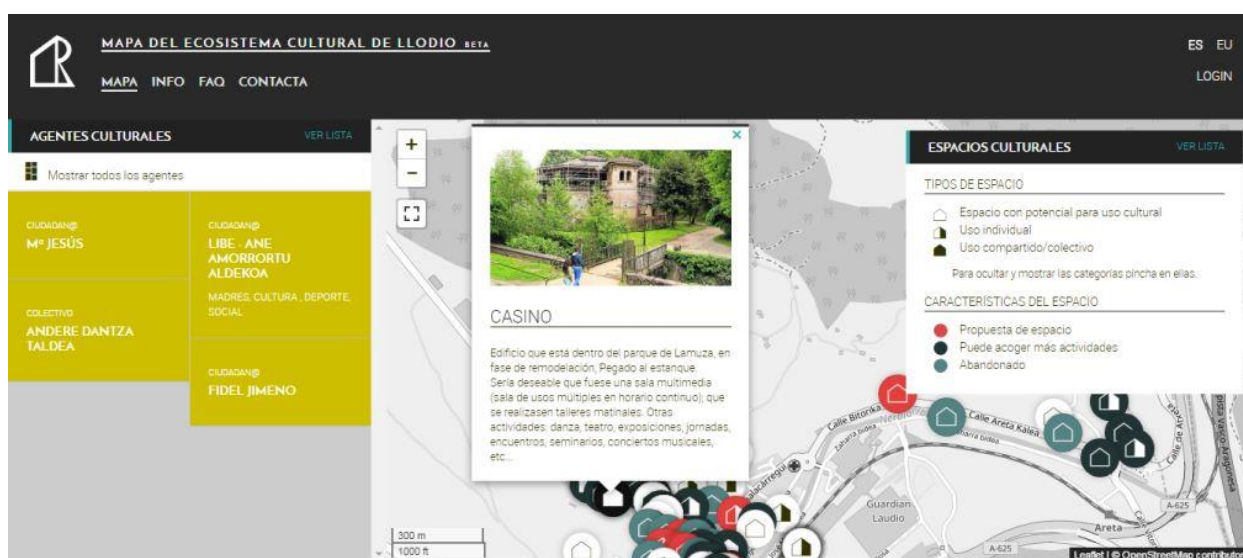 MAPA DEL ECOSISTEMA CULTURAL DE LLODIO BETA
MAPA INFO FAQ CONTACTA
ES EU
LOGIN
AGENTES CULTURALES VER LISTA
Mostrar todos los agentes
CIUDADAN@
Mª JESÚS
COLECTIVO
ANDERE DANTZA
TALDEA
CIUDADAN@
LIBE - ANE
AMORRORTU
ALDEKOA
MADRES, CULTURA , DEPORTE,
SOCIAL
CIUDADAN@
FIDEL JIMENO
+
−
×
CASINO
Edificio que está dentro del parque de Lamuza, en
fase de remodelación, Pegado al estanque.
Sería deseable que fuese una sala multimedia
(sala de usos múltiples en horario continuo); que
se realizasen talleres matinales. Otras
actividades: danza, teatro, exposiciones, jornadas,
encuentros, seminarios, conciertos musicales,
etc...
ESPACIOS CULTURALES VER LISTA
TIPOS DE ESPACIO
Espacio con potencial para uso cultural
Uso individual
Uso compartido/colectivo
Para ocultar y mostrar las categorías pincha en ellas.
CARACTERÍSTICAS DEL ESPACIO
Propuesta de espacio
Puede acoger más actividades
Abandonado
Calle Bitorika
Calle Areta Kalea
Guardian
Laudio
Areta
A-625
A-625
300 m
1000 ft
Leaflet | © OpenStreetMap contributo